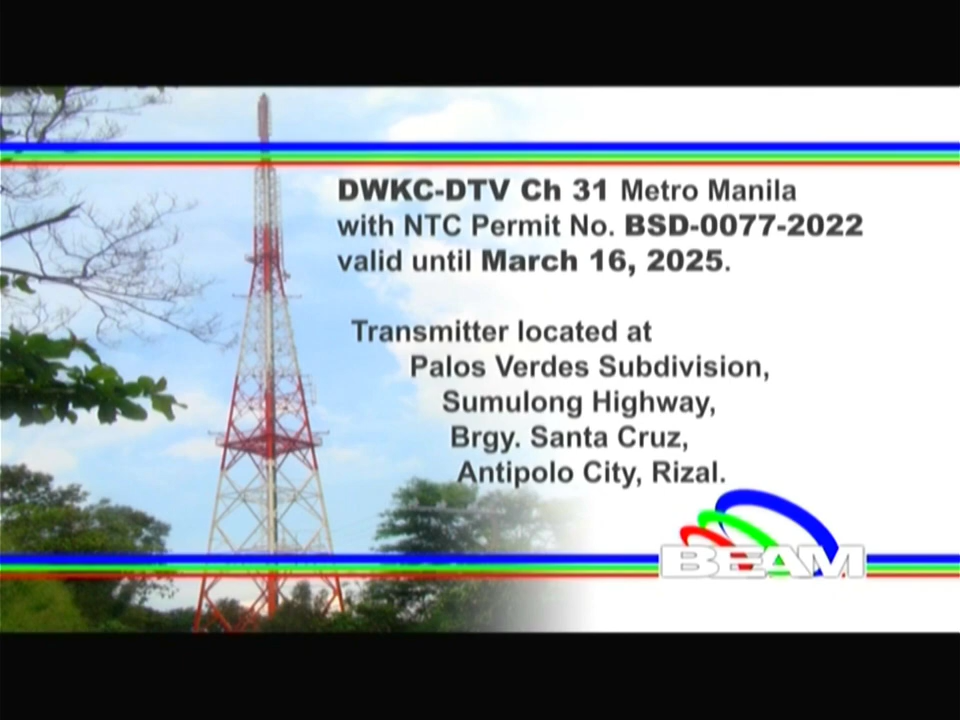 DWKC-DTV Ch 31 Metro Manila
with NTC Permit No. BSD-0077-2022
valid until March 16, 2025.
Transmitter located at
Palos Verdes Subdivision,
Sumulong Highway,
Brgy. Santa Cruz,
Antipolo City, Rizal.
BEAM